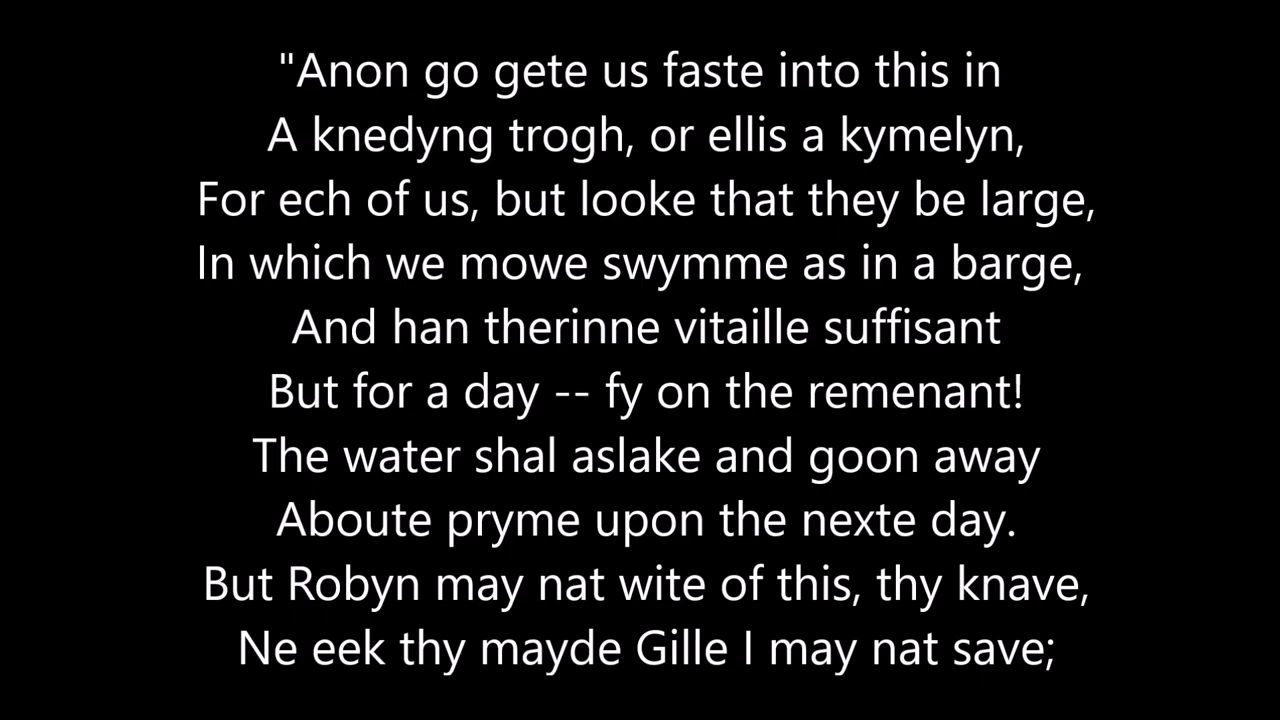 "Anon go gete us faste into this in
A knedyng trogh, or ellis a kymelyn,
For ech of us, but looke that they be large,
In which we mowe swymme as in a barge,
And han therinne vitaille suffisant
But for a day -- fy on the remenant!
The water shal aslake and goon away
Aboute pryme upon the nexte day.
But Robyn may nat wite of this, thy knave,
Ne eek thy mayde Gille I may nat save;